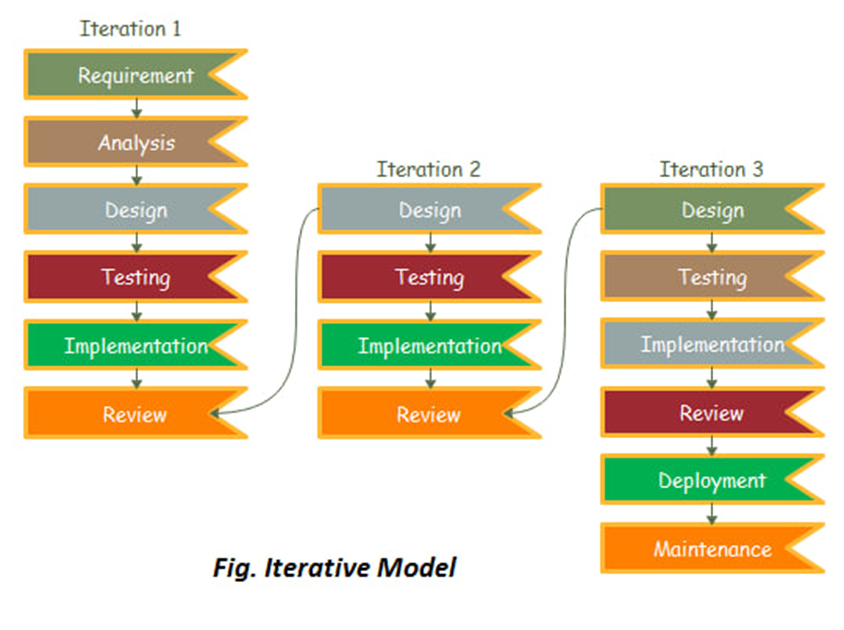 Iteration 1
Requirement
Analysis
Design
Testing
Implementation
Review
Iteration 2
Design
Testing
Implementation
Review
Iteration 3
Design
Testing
Implementation
Review
Deployment
Maintenance
Fig. Iterative Model